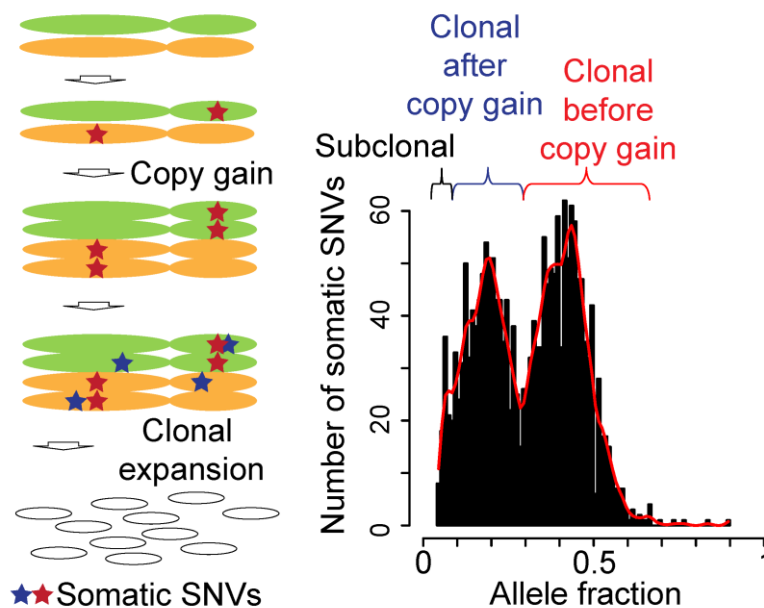 Copy gain
Clonal
expansion
Somatic SNVs
Clonal
after
copy gain
Clonal
before
copy gain
Subclonal
Number of somatic SNVs
60
40
20
0
0
0.5
1
Allele fraction